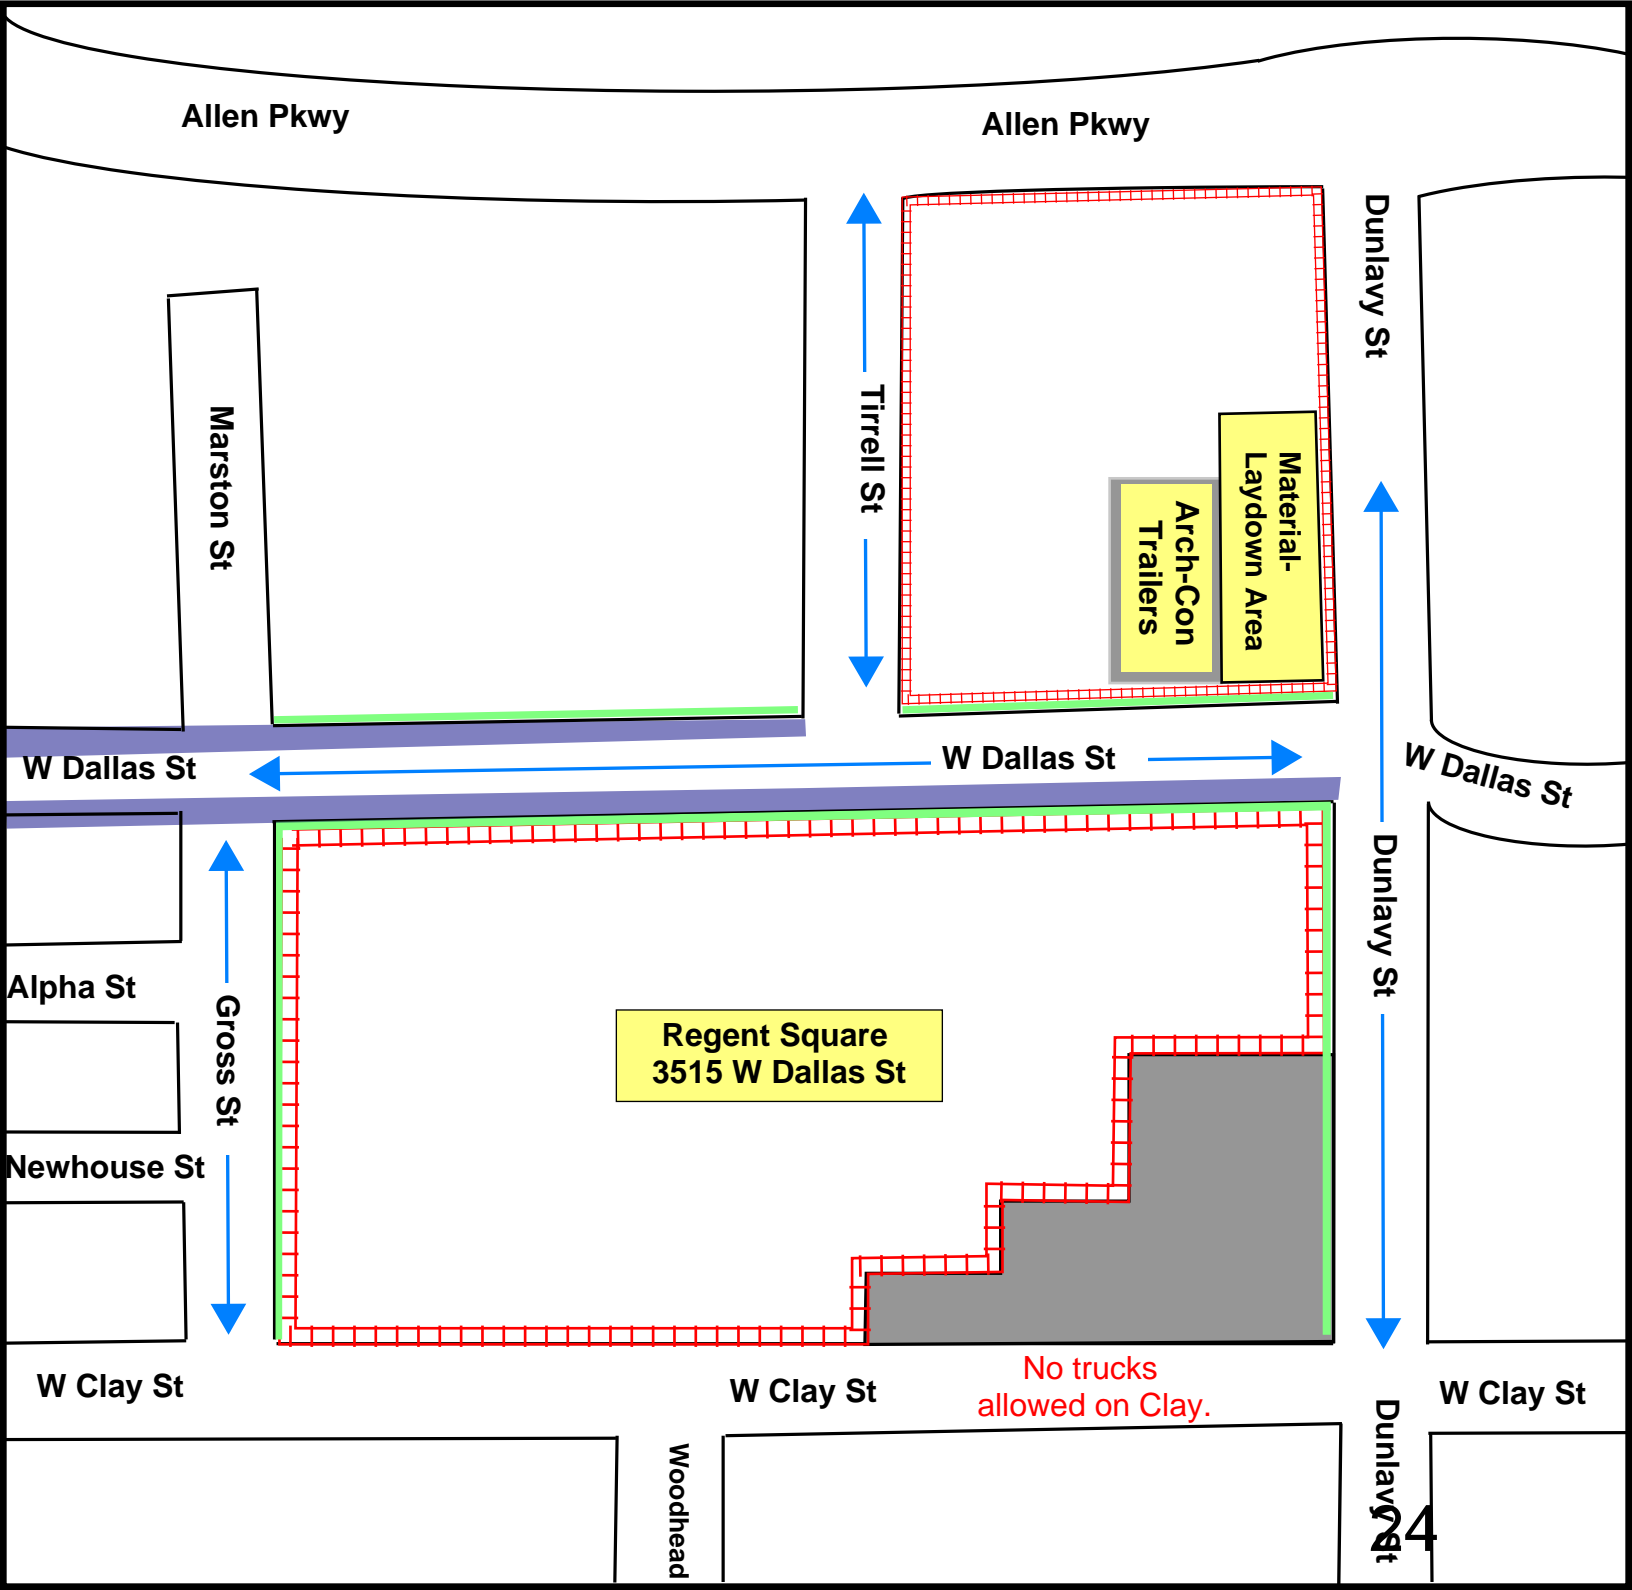 Allen Pkwy
Allen Pkwy
Dunlavy St
Marston St
Tirrell St
Material-
Laydown Area
Arch-Con
Trailers
W Dallas St
W Dallas St
W Dallas St
Dunlavy St
Alpha St
Gross St
Regent Square
3515 W Dallas St
Newhouse St
W Clay St
W Clay St
No trucks
allowed on Clay.
W Clay St
Woodhead
Dunlavy St
24